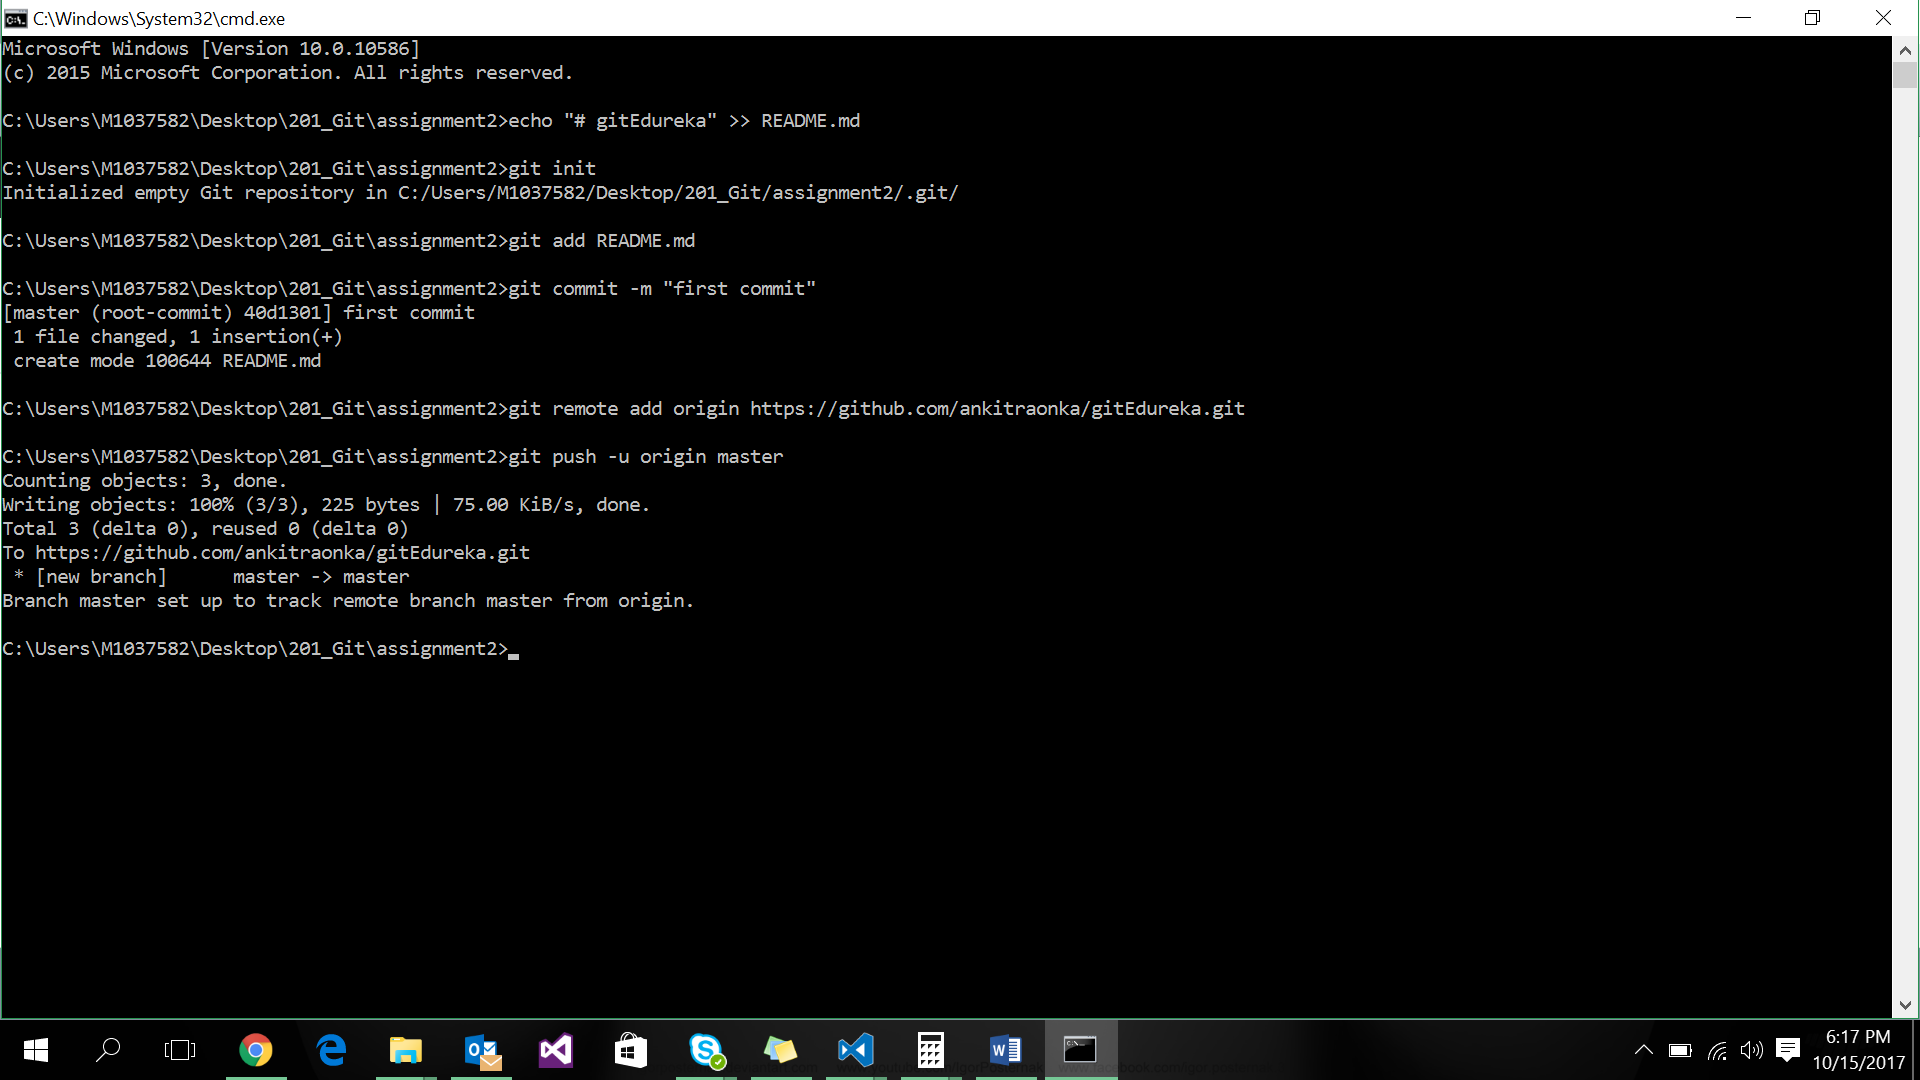 C:\Windows\System32\cmd.exe
Microsoft Windows [Version 10.0.10586]
(c) 2015 Microsoft Corporation. All rights reserved.
C:\Users\M1037582\Desktop\201_Git\assignment2>echo "# gitEdureka" >> README.md
C:\Users\M1037582\Desktop\201_Git\assignment2>git init
Initialized empty Git repository in C:/Users/M1037582/Desktop/201_Git/assignment2/.git/
C:\Users\M1037582\Desktop\201_Git\assignment2>git add README.md
C:\Users\M1037582\Desktop\201_Git\assignment2>git commit -m "first commit"
[master (root-commit) 40d1301] first commit
1 file changed, 1 insertion(+)
create mode 100644 README.md
C:\Users\M1037582\Desktop\201_Git\assignment2>git remote add origin https://github.com/ankitraonka/gitEdureka.git
C:\Users\M1037582\Desktop\201_Git\assignment2>git push -u origin master
Counting objects: 3, done.
Writing objects: 100% (3/3), 225 bytes | 75.00 KiB/s, done.
Total 3 (delta 0), reused 0 (delta 0)
To https://github.com/ankitraonka/gitEdureka.git
* [new branch]      master -> master
Branch master set up to track remote branch master from origin.
C:\Users\M1037582\Desktop\201_Git\assignment2>
6:17 PM
10/15/2017